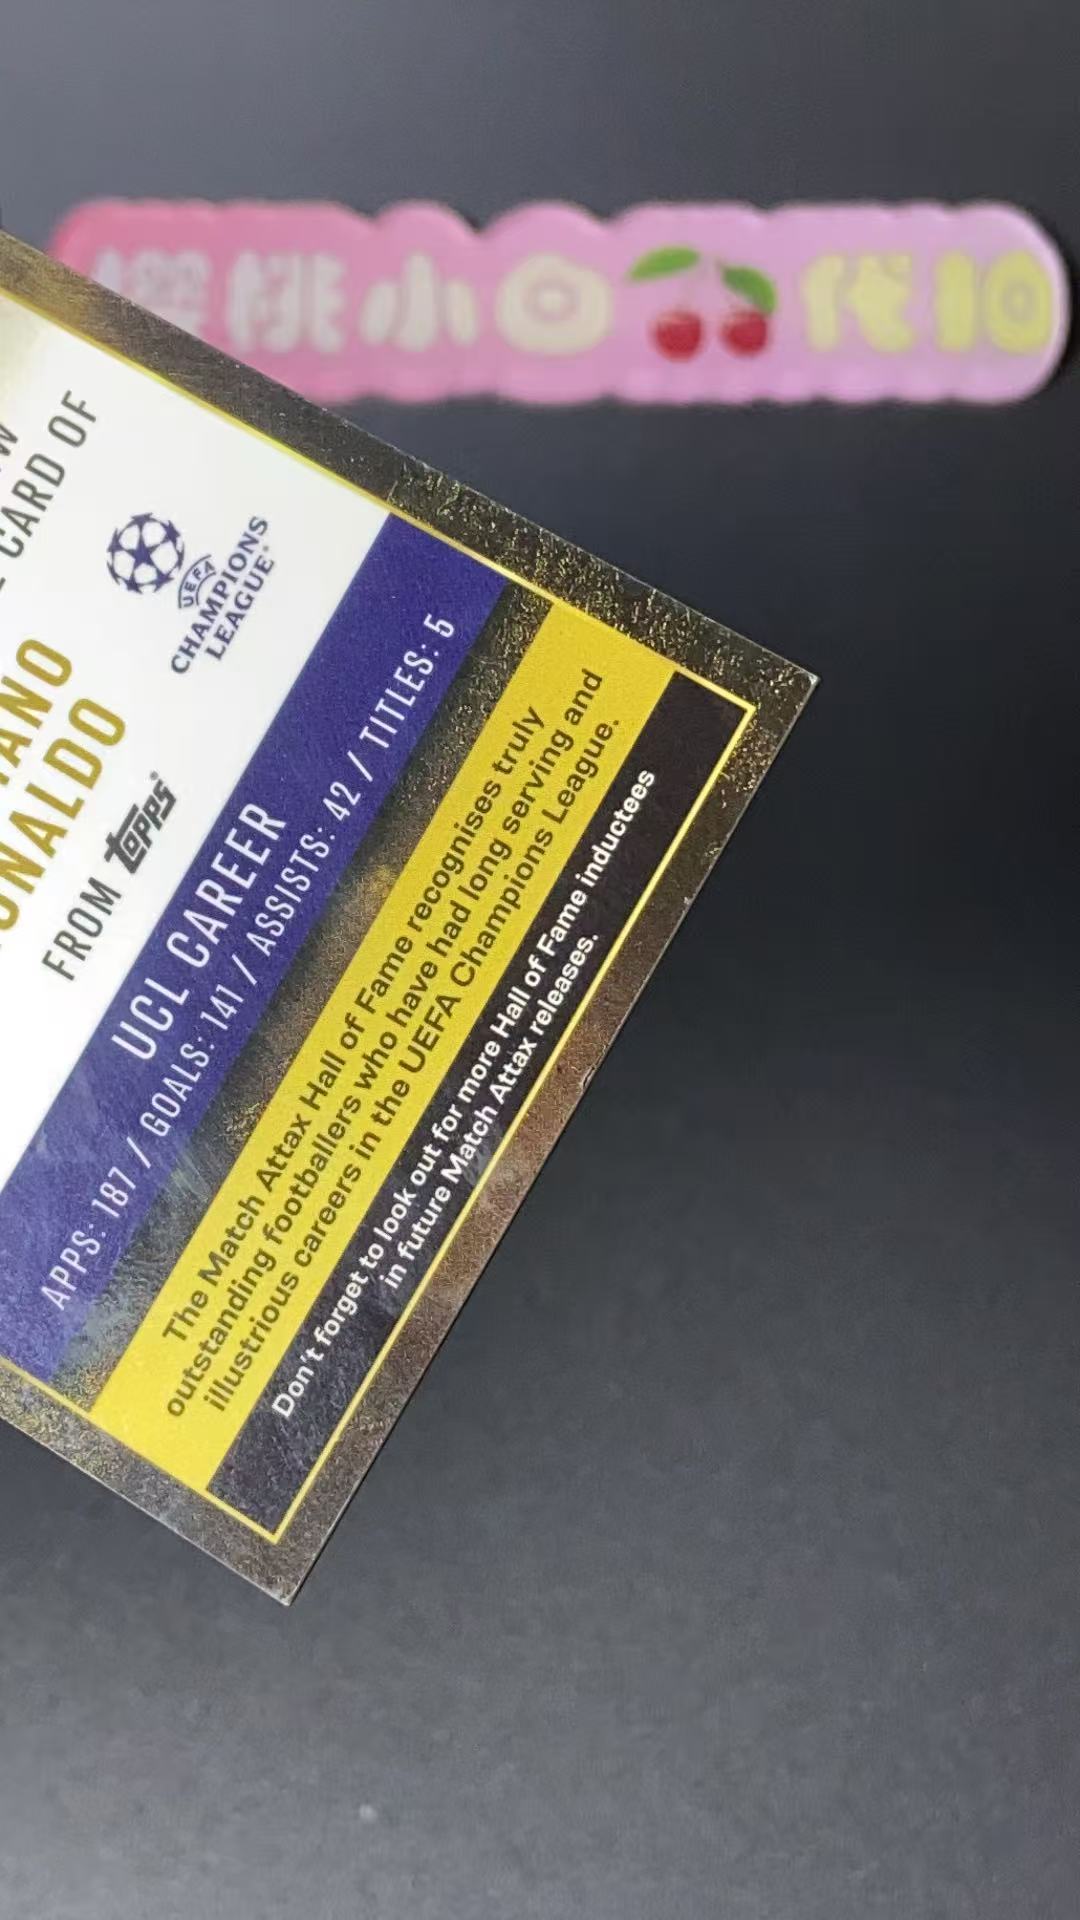 樱桃小口代拍
CARD OF
NALDO
FROM Topps
UEFA
CHAMPIONS
LEAGUE
UCL CAREER
APPS: 187 / GOALS: 141 / ASSISTS: 42 / TITLES: 5
The Match Attax Hall of Fame recognises truly
outstanding footballers who have had long serving and
illustrious careers in the UEFA Champions League.
Don't forget to look out for more Hall of Fame inductees
in future Match Attax releases.